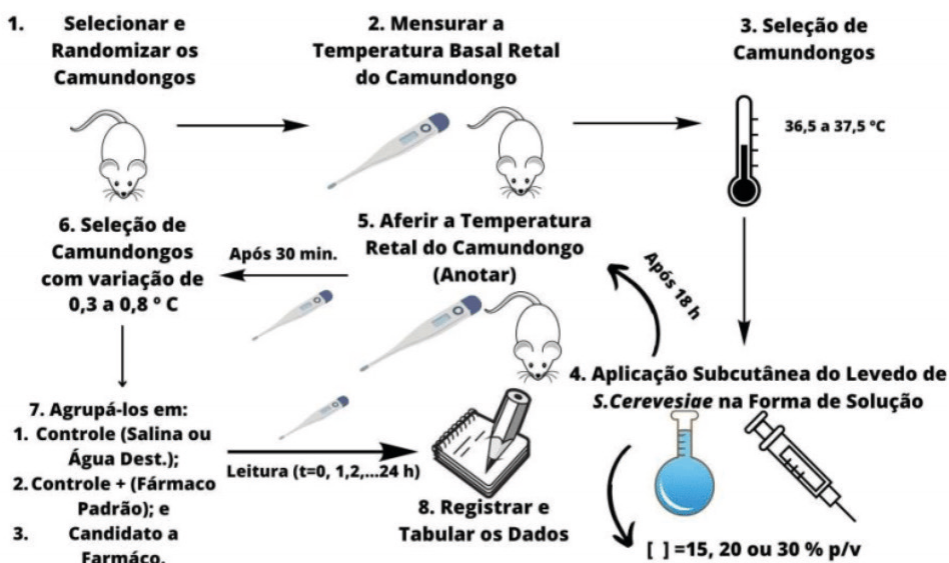 1. Selecionar e
Randomizar os
Camundongos
2. Mensurar a
Temperatura Basal Retal
do Camundongo
3. Seleção de
Camundongos
36,5 a 37,5 ºC
4. Aplicação Subcutânea do Levedo de
S.Cerevesiae na Forma de Solução
[ ] =15, 20 ou 30 % p/v
Após 18 h
5. Aferir a Temperatura
Retal do Camundongo
(Anotar)
Após 30 min.
6. Seleção de
Camundongos
com variação de
0,3 a 0,8 º C
7. Agrupá-los em:
1. Controle (Salina ou
Água Dest.);
2. Controle + (Fármaco
Padrão); e
3. Candidato a
Farmáco.
Leitura (t=0, 1,2,...24 h)
8. Registrar e
Tabular os Dados